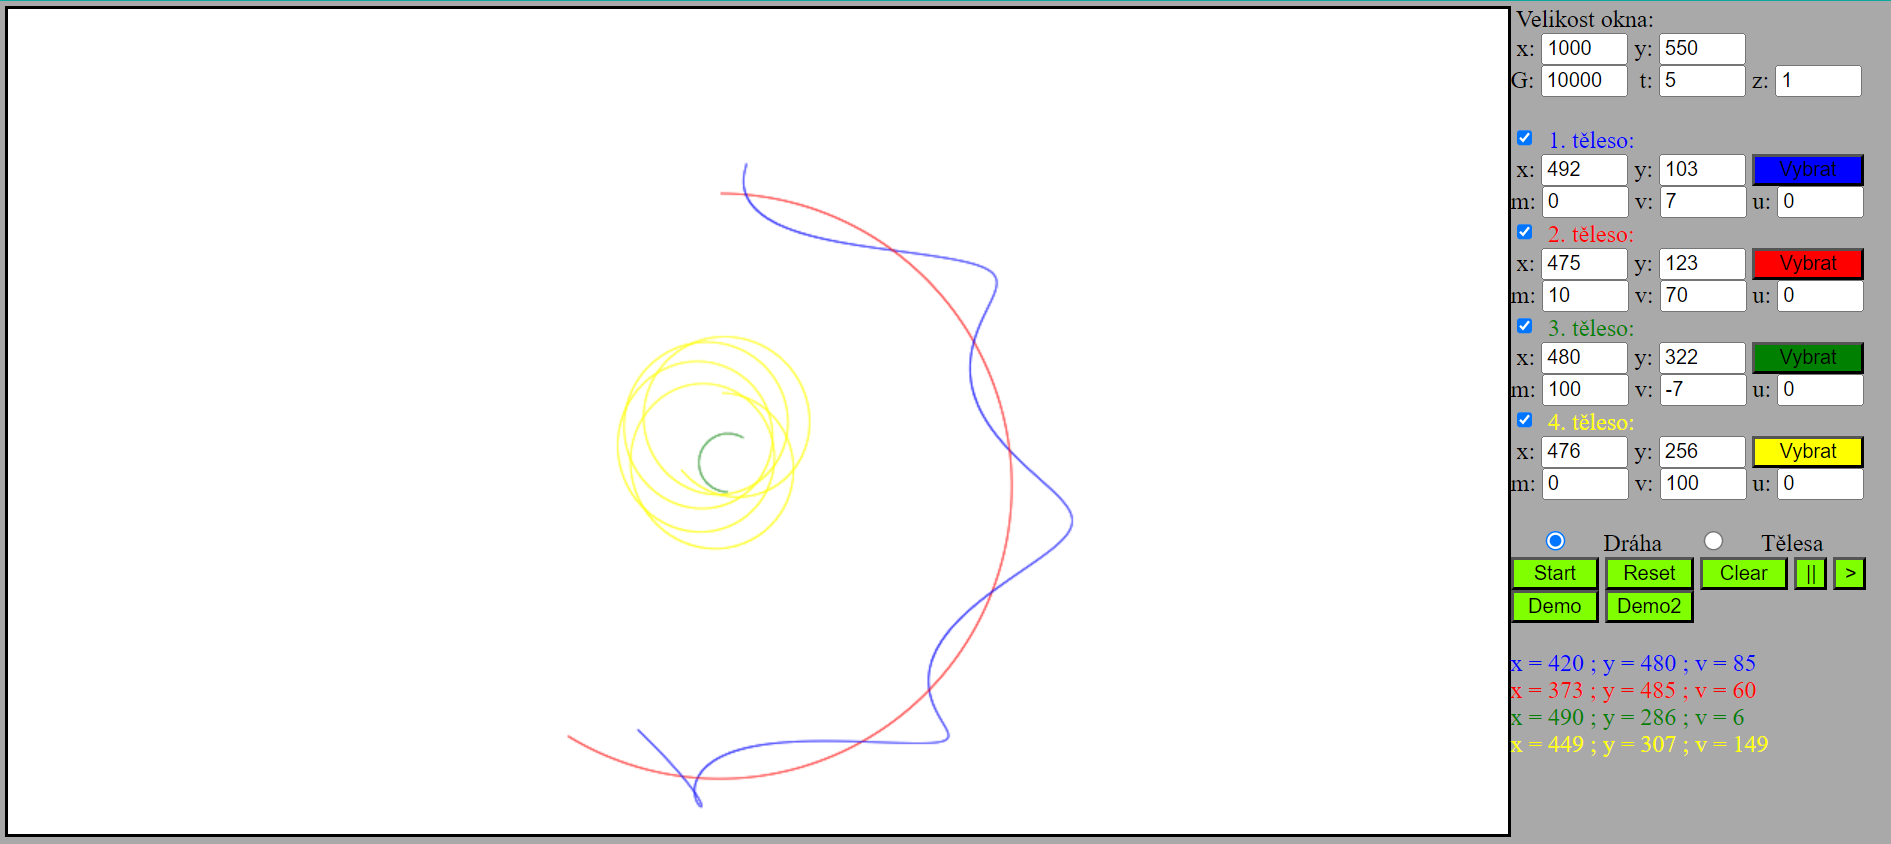 Velikost okna:
x: 1000 y: 550
G: 10000 t: 5 z: 1
1. těleso:
x: 492 y: 103 Vybrat
m: 0 v: 7 u: 0
2. těleso:
x: 475 y: 123 Vybrat
m: 10 v: 70 u: 0
3. těleso:
x: 480 y: 322 Vybrat
m: 100 v: -7 u: 0
4. těleso:
x: 476 y: 256 Vybrat
m: 0 v: 100 u: 0
Dráha Tělesa
Start Reset Clear || >
Demo Demo2
x = 420 ; y = 480 ; v = 85
x = 373 ; y = 485 ; v = 60
x = 490 ; y = 286 ; v = 6
x = 449 ; y = 307 ; v = 149